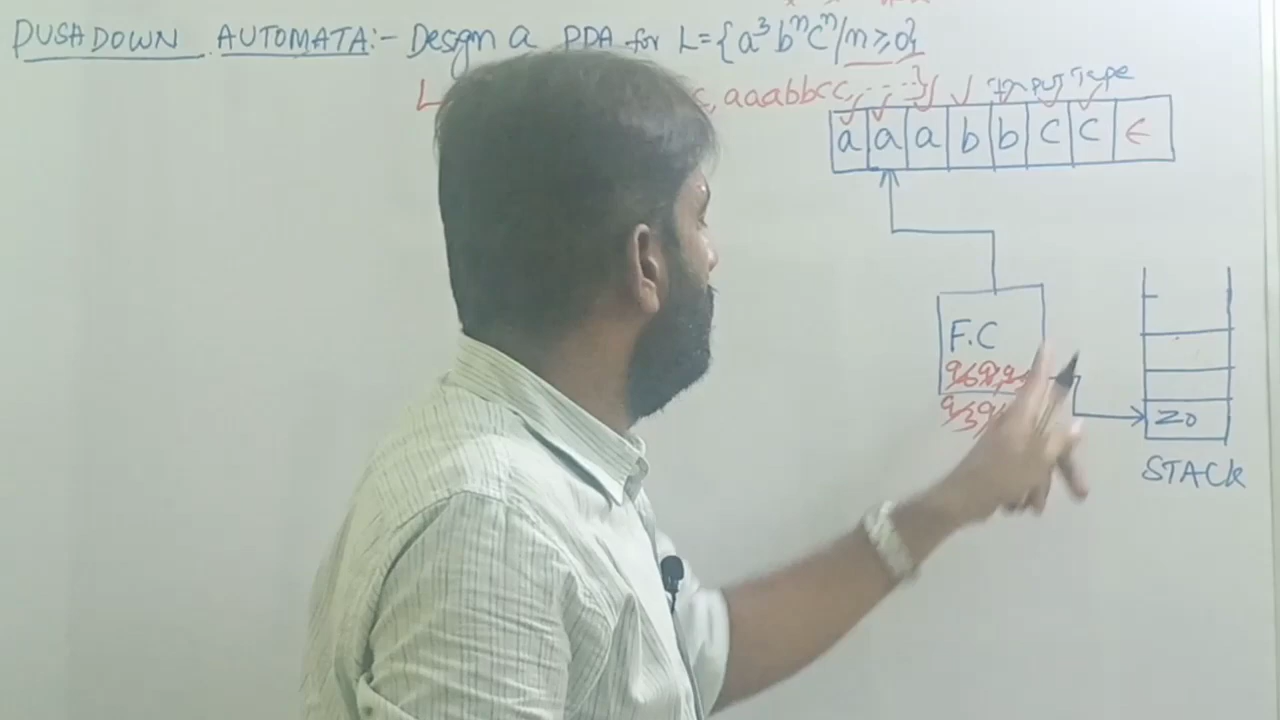 PUSHDOWN AUTOMATA:- Design a PDA for L={a³bⁿcⁿ/n≥0}
L c, aaabbcc, ---}
Input Tape
a a a b b c c ε
F.C
Z0
STACK